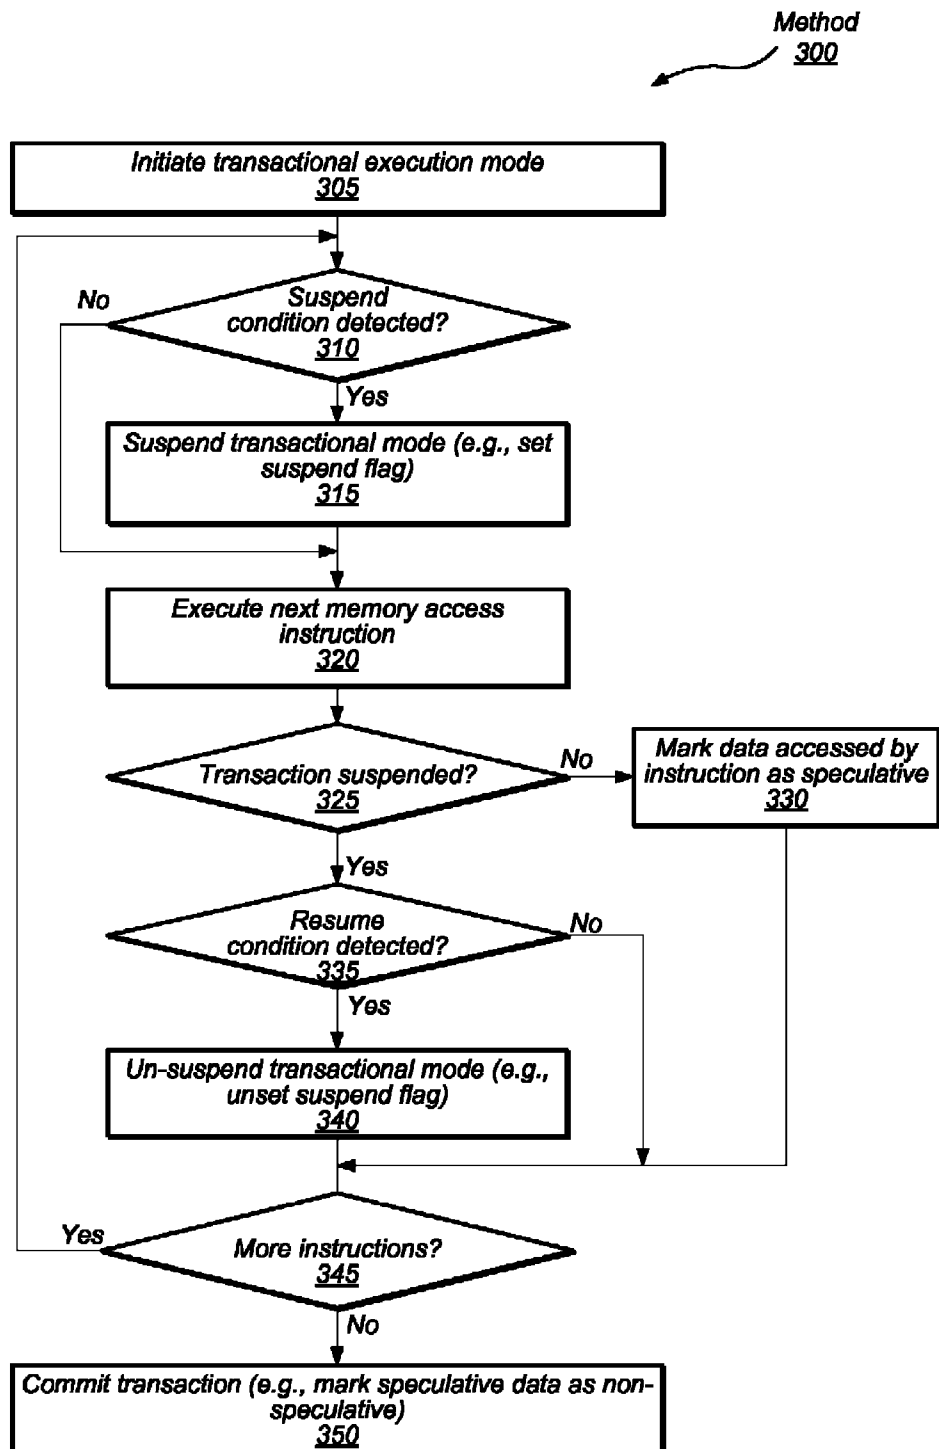 Method
300
Initiate transactional execution mode
305
No
Suspend
condition detected?
310
Yes
Suspend transactional mode (e.g., set
suspend flag)
315
Execute next memory access
instruction
320
Transaction suspended?
325
No
Mark data accessed by
instruction as speculative
330
Yes
Resume
condition detected?
335
No
Yes
Un-suspend transactional mode (e.g.,
unset suspend flag)
340
Yes
More instructions?
345
No
Commit transaction (e.g., mark speculative data as non-
speculative)
350